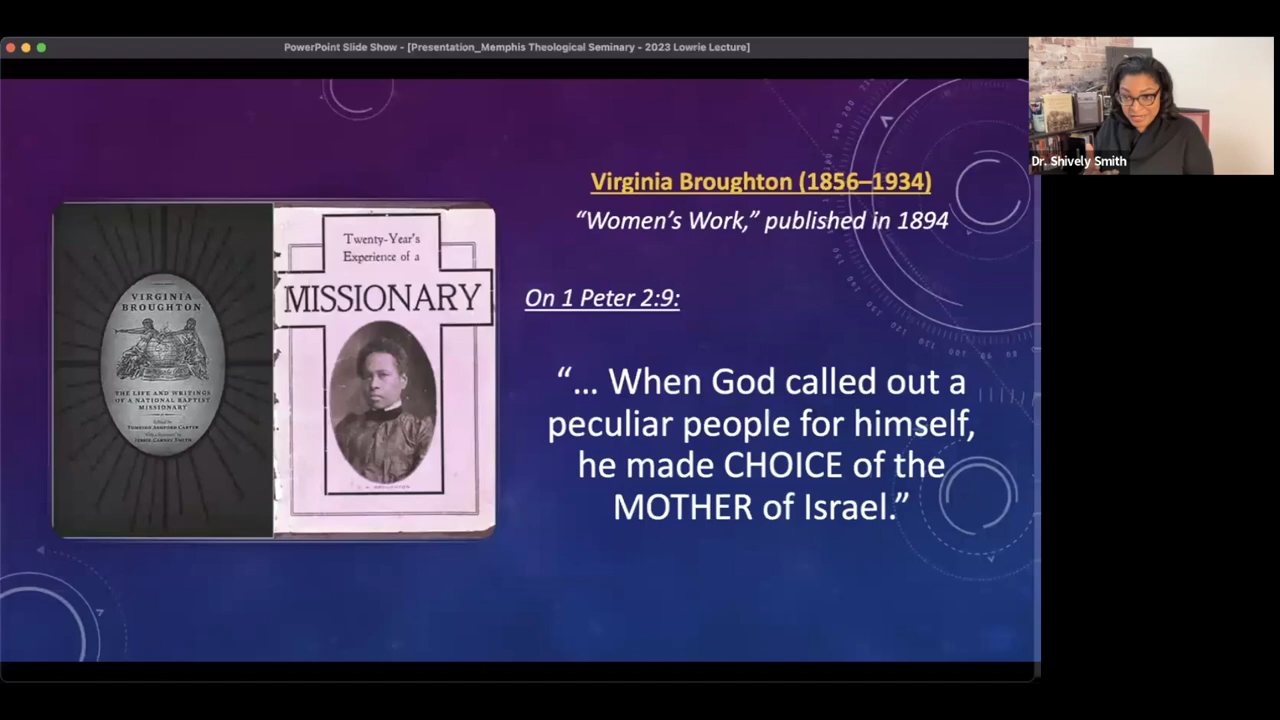 PowerPoint Slide Show - [Presentation_Memphis Theological Seminary - 2023 Lowrie Lecture]
Dr. Shively Smith
Virginia Broughton (1856–1934)
“Women’s Work,” published in 1894
On 1 Peter 2:9:
“... When God called out a
peculiar people for himself,
he made CHOICE of the
MOTHER of Israel.”
VIRGINIA
BROUGHTON
THE LIFE AND WRITINGS
OF A NATIONAL BAPTIST
MISSIONARY
Twenty-Year's
Experience of a
MISSIONARY